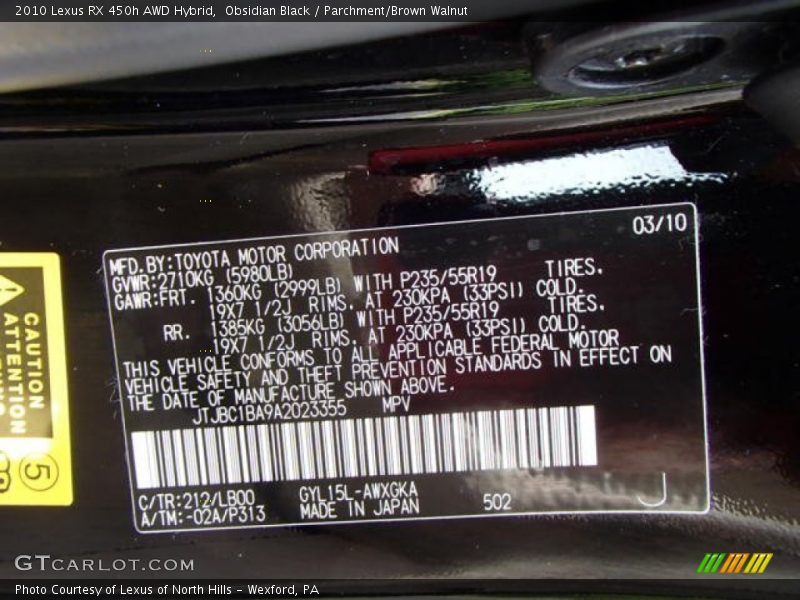 2010 Lexus RX 450h AWD Hybrid,  Obsidian Black / Parchment/Brown Walnut
03/10
MFD.BY:TOYOTA MOTOR CORPORATION
GVWR:2710KG (5980LB)
GAWR:FRT. 1360KG (2999LB) WITH P235/55R19 TIRES.
19X7 1/2J RIMS. AT 230KPA (33PSI) COLD.
RR. 1385KG (3056LB) WITH P235/55R19 TIRES.
19X7 1/2J RIMS. AT 230KPA (33PSI) COLD.
THIS VEHICLE CONFORMS TO ALL APPLICABLE FEDERAL MOTOR
VEHICLE SAFETY AND THEFT PREVENTION STANDARDS IN EFFECT ON
THE DATE OF MANUFACTURE SHOWN ABOVE.
JTJBC1BA9A2023355 MPV
C/TR:212/LB00 GYL15L-AWXGKA
A/TM:-02A/P313 MADE IN JAPAN 502 J
CAUTION
ATTENTION
5
GTCARLOT.COM
Photo Courtesy of Lexus of North Hills - Wexford, PA